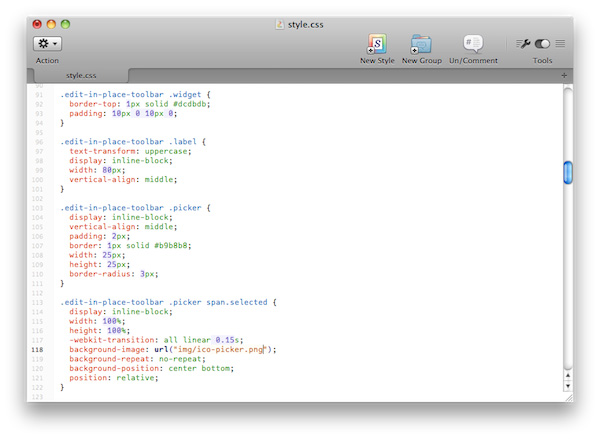 style.css
Action
New Style
New Group
Un/Comment
Tools
style.css
+
90
91 .edit-in-place-toolbar .widget {
92 border-top: 1px solid #dcdbdb;
93 padding: 10px 0 10px 0;
94 }
95
96 .edit-in-place-toolbar .label {
97 text-transform: uppercase;
98 display: inline-block;
99 width: 80px;
100 vertical-align: middle;
101 }
102
103 .edit-in-place-toolbar .picker {
104 display: inline-block;
105 vertical-align: middle;
106 padding: 2px;
107 border: 1px solid #b9b8b8;
108 width: 25px;
109 height: 25px;
110 border-radius: 3px;
111 }
112
113 .edit-in-place-toolbar .picker span.selected {
114 display: inline-block;
115 width: 100%;
116 height: 100%;
117 -webkit-transition: all linear 0.15s;
118 background-image: url("img/ico-picker.png");
119 background-repeat: no-repeat;
120 background-position: center bottom;
121 position: relative;
122 }
123